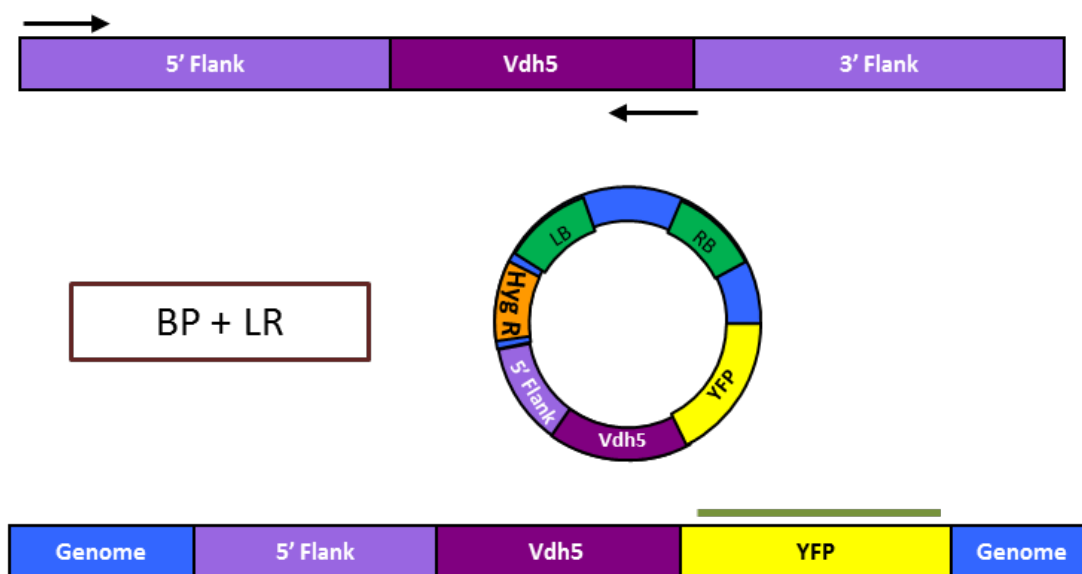 5' Flank
Vdh5
3' Flank
LB
RB
Hyg R
BP + LR
5' Flank
YFP
Vdh5
Genome
5' Flank
Vdh5
YFP
Genome